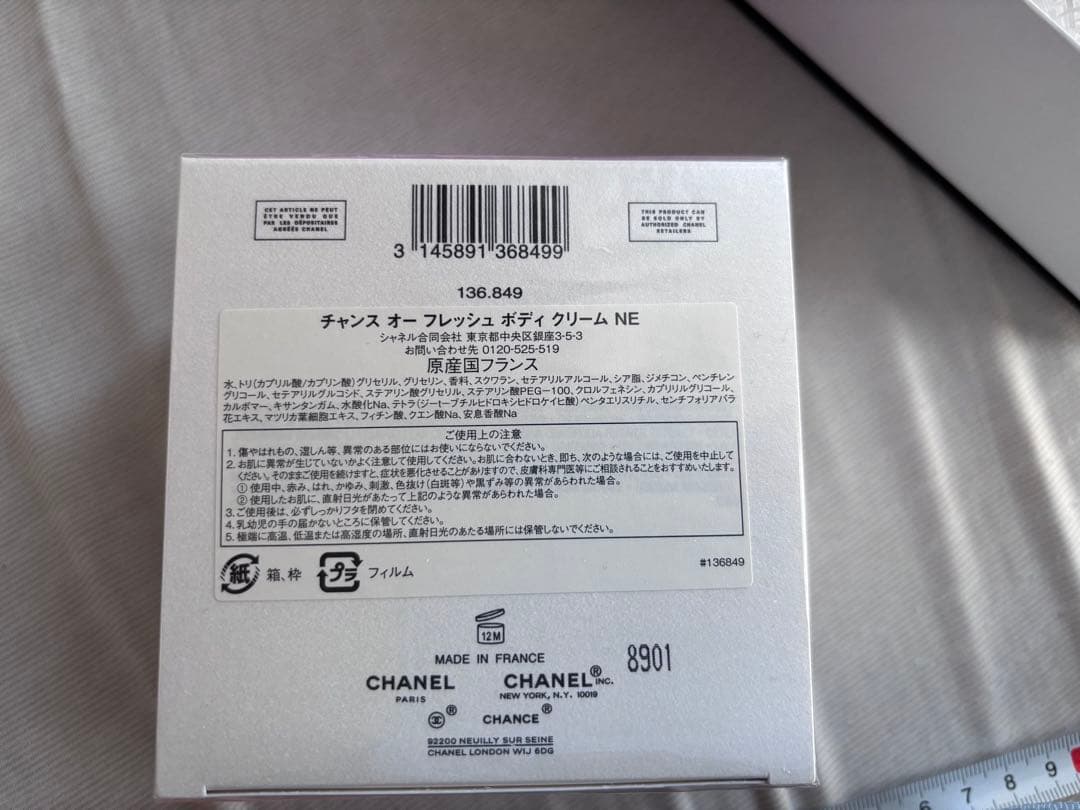 CET ARTICLE NE PEUT
ÊTRE VENDU QUE
PAR LES DÉPOSITAIRES
AGRÉÉS CHANEL
3 145891 368499
THIS PRODUCT CAN
BE SOLD ONLY BY
AUTHORIZED CHANEL
RETAILERS
136.849
チャンス オー フレッシュ ボディ クリーム NE
シャネル合同会社 東京都中央区銀座3-5-3
お問い合わせ先 0120-525-519
原産国フランス
水、トリ(カプリル酸/カプリン酸)グリセリル、グリセリン、香料、スクワラン、セテアリルアルコール、シア脂、ジメチコン、ペンチレン
グリコール、セテアリルグルコシド、ステアリン酸グリセリル、ステアリン酸PEG-100、クロルフェネシン、カプリリルグリコール、
カルボマー、キサンタンガム、水酸化Na、テトラ(ジ-t-ブチルヒドロキシヒドロケイヒ酸)ペンタエリスリチル、センチフォリアバラ
花エキス、マツリカ葉細胞エキス、フィチン酸、クエン酸Na、安息香酸Na
ご使用上の注意
1. 傷やはれもの、湿しん等、異常のある部位にはお使いにならないでください。
2. お肌に異常が生じていないかよく注意して使用してください。お肌に合わないとき、即ち、次のような場合には、ご使用を中止して
ください。そのままご使用を続けますと、症状を悪化させることがありますので、皮膚科専門医等にご相談されることをおすすめいたします。
① 使用中、赤み、はれ、かゆみ、刺激、色抜け(白斑等)や黒ずみ等の異常があらわれた場合。
② 使用したお肌に、直射日光があたって上記のような異常があらわれた場合。
3. ご使用後は、必ずしっかりフタを閉めてください。
4. 乳幼児の手の届かないところに保管してください。
5. 極端に高温、低温または高湿度の場所、直射日光のあたる場所には保管しないでください。
紙 箱、枠 プラ フィルム
#136849
12M
MADE IN FRANCE
8901
CHANEL
PARIS
CHANEL® INC.
NEW YORK, N.Y. 10019
® CHANCE®
92200 NEUILLY SUR SEINE
CHANEL LONDON W1J 6DG
6 7 8 9